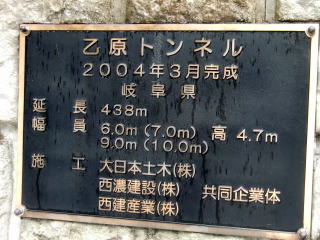 乙原トンネル
2004年3月完成
岐阜県
延長 438m
幅員 6.0m(7.0m) 高 4.7m
9.0m(10.0m)
施工 大日本土木(株)
西濃建設(株) 共同企業体
西建産業(株)